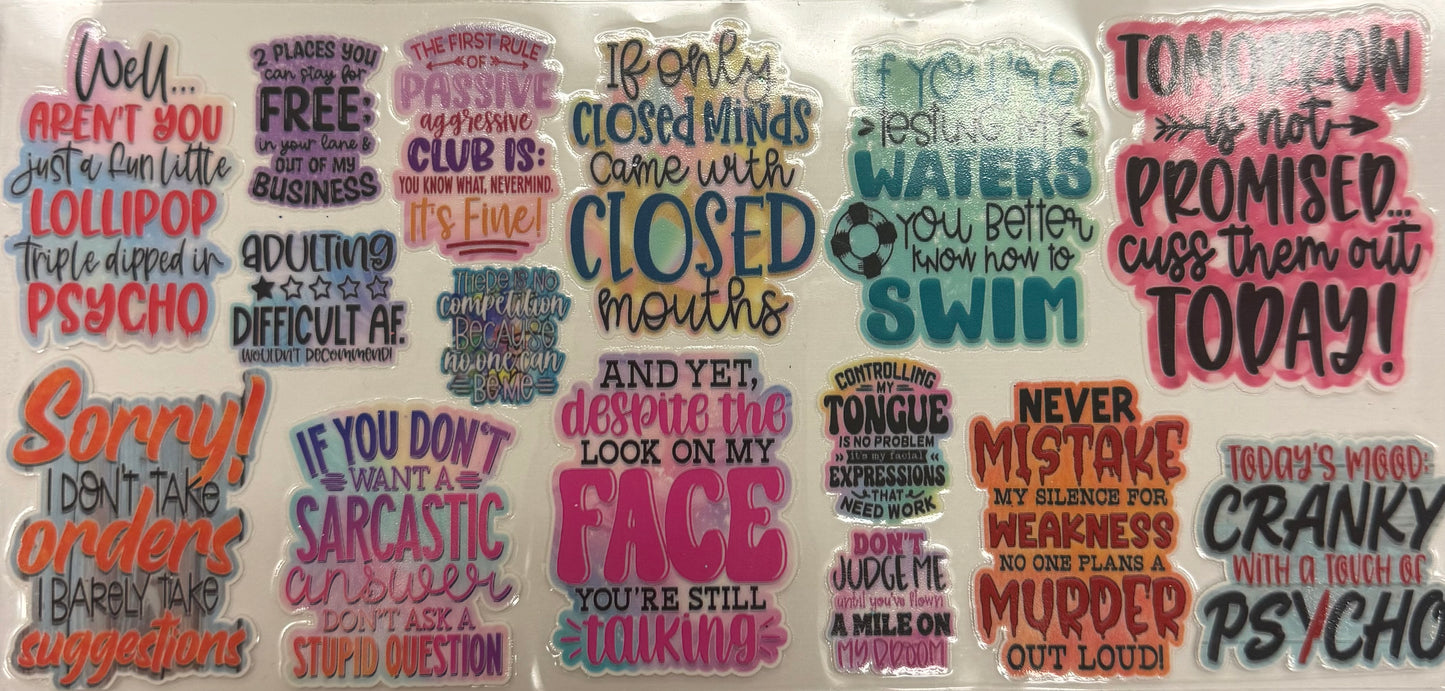 Well...
AREN'T YOU
just a fun little
LOLLIPOP
triple dipped in
PSYCHO
2 PLACES YOU
can stay for
FREE:
in your lane &
OUT OF MY
BUSINESS
THE FIRST RULE
OF
PASSIVE
aggressive
CLUB IS:
YOU KNOW WHAT, NEVERMIND.
It's Fine!
If only
CLOSED MINDS
came with
CLOSED
mouths
If you're
Testing my
WATERS
you Better
know how to
SWIM
TOMORROW
is not
PROMISED...
cuss them out
TODAY!
ADULTING
DIFFICULT AF.
WOULDN'T RECOMMEND!
There is No
competition
Because
no one can
Be me
Sorry!
I DON'T TAKE
orders
I BARELY TAKE
suggestions
IF YOU DON'T
WANT A
SARCASTIC
answer
DON'T ASK A
STUPID QUESTION
AND YET,
despite the
LOOK ON MY
FACE
YOU'RE STILL
talking
CONTROLLING
MY
TONGUE
IS NO PROBLEM
it's my facial
EXPRESSIONS
THAT
NEED WORK
DON'T
JUDGE ME
until you've flown
A MILE ON
MY BROOM
NEVER
MISTAKE
MY SILENCE FOR
WEAKNESS
NO ONE PLANS A
MURDER
OUT LOUD!
TODAY'S MOOD:
CRANKY
WITH A TOUCH OF
PSYCHO